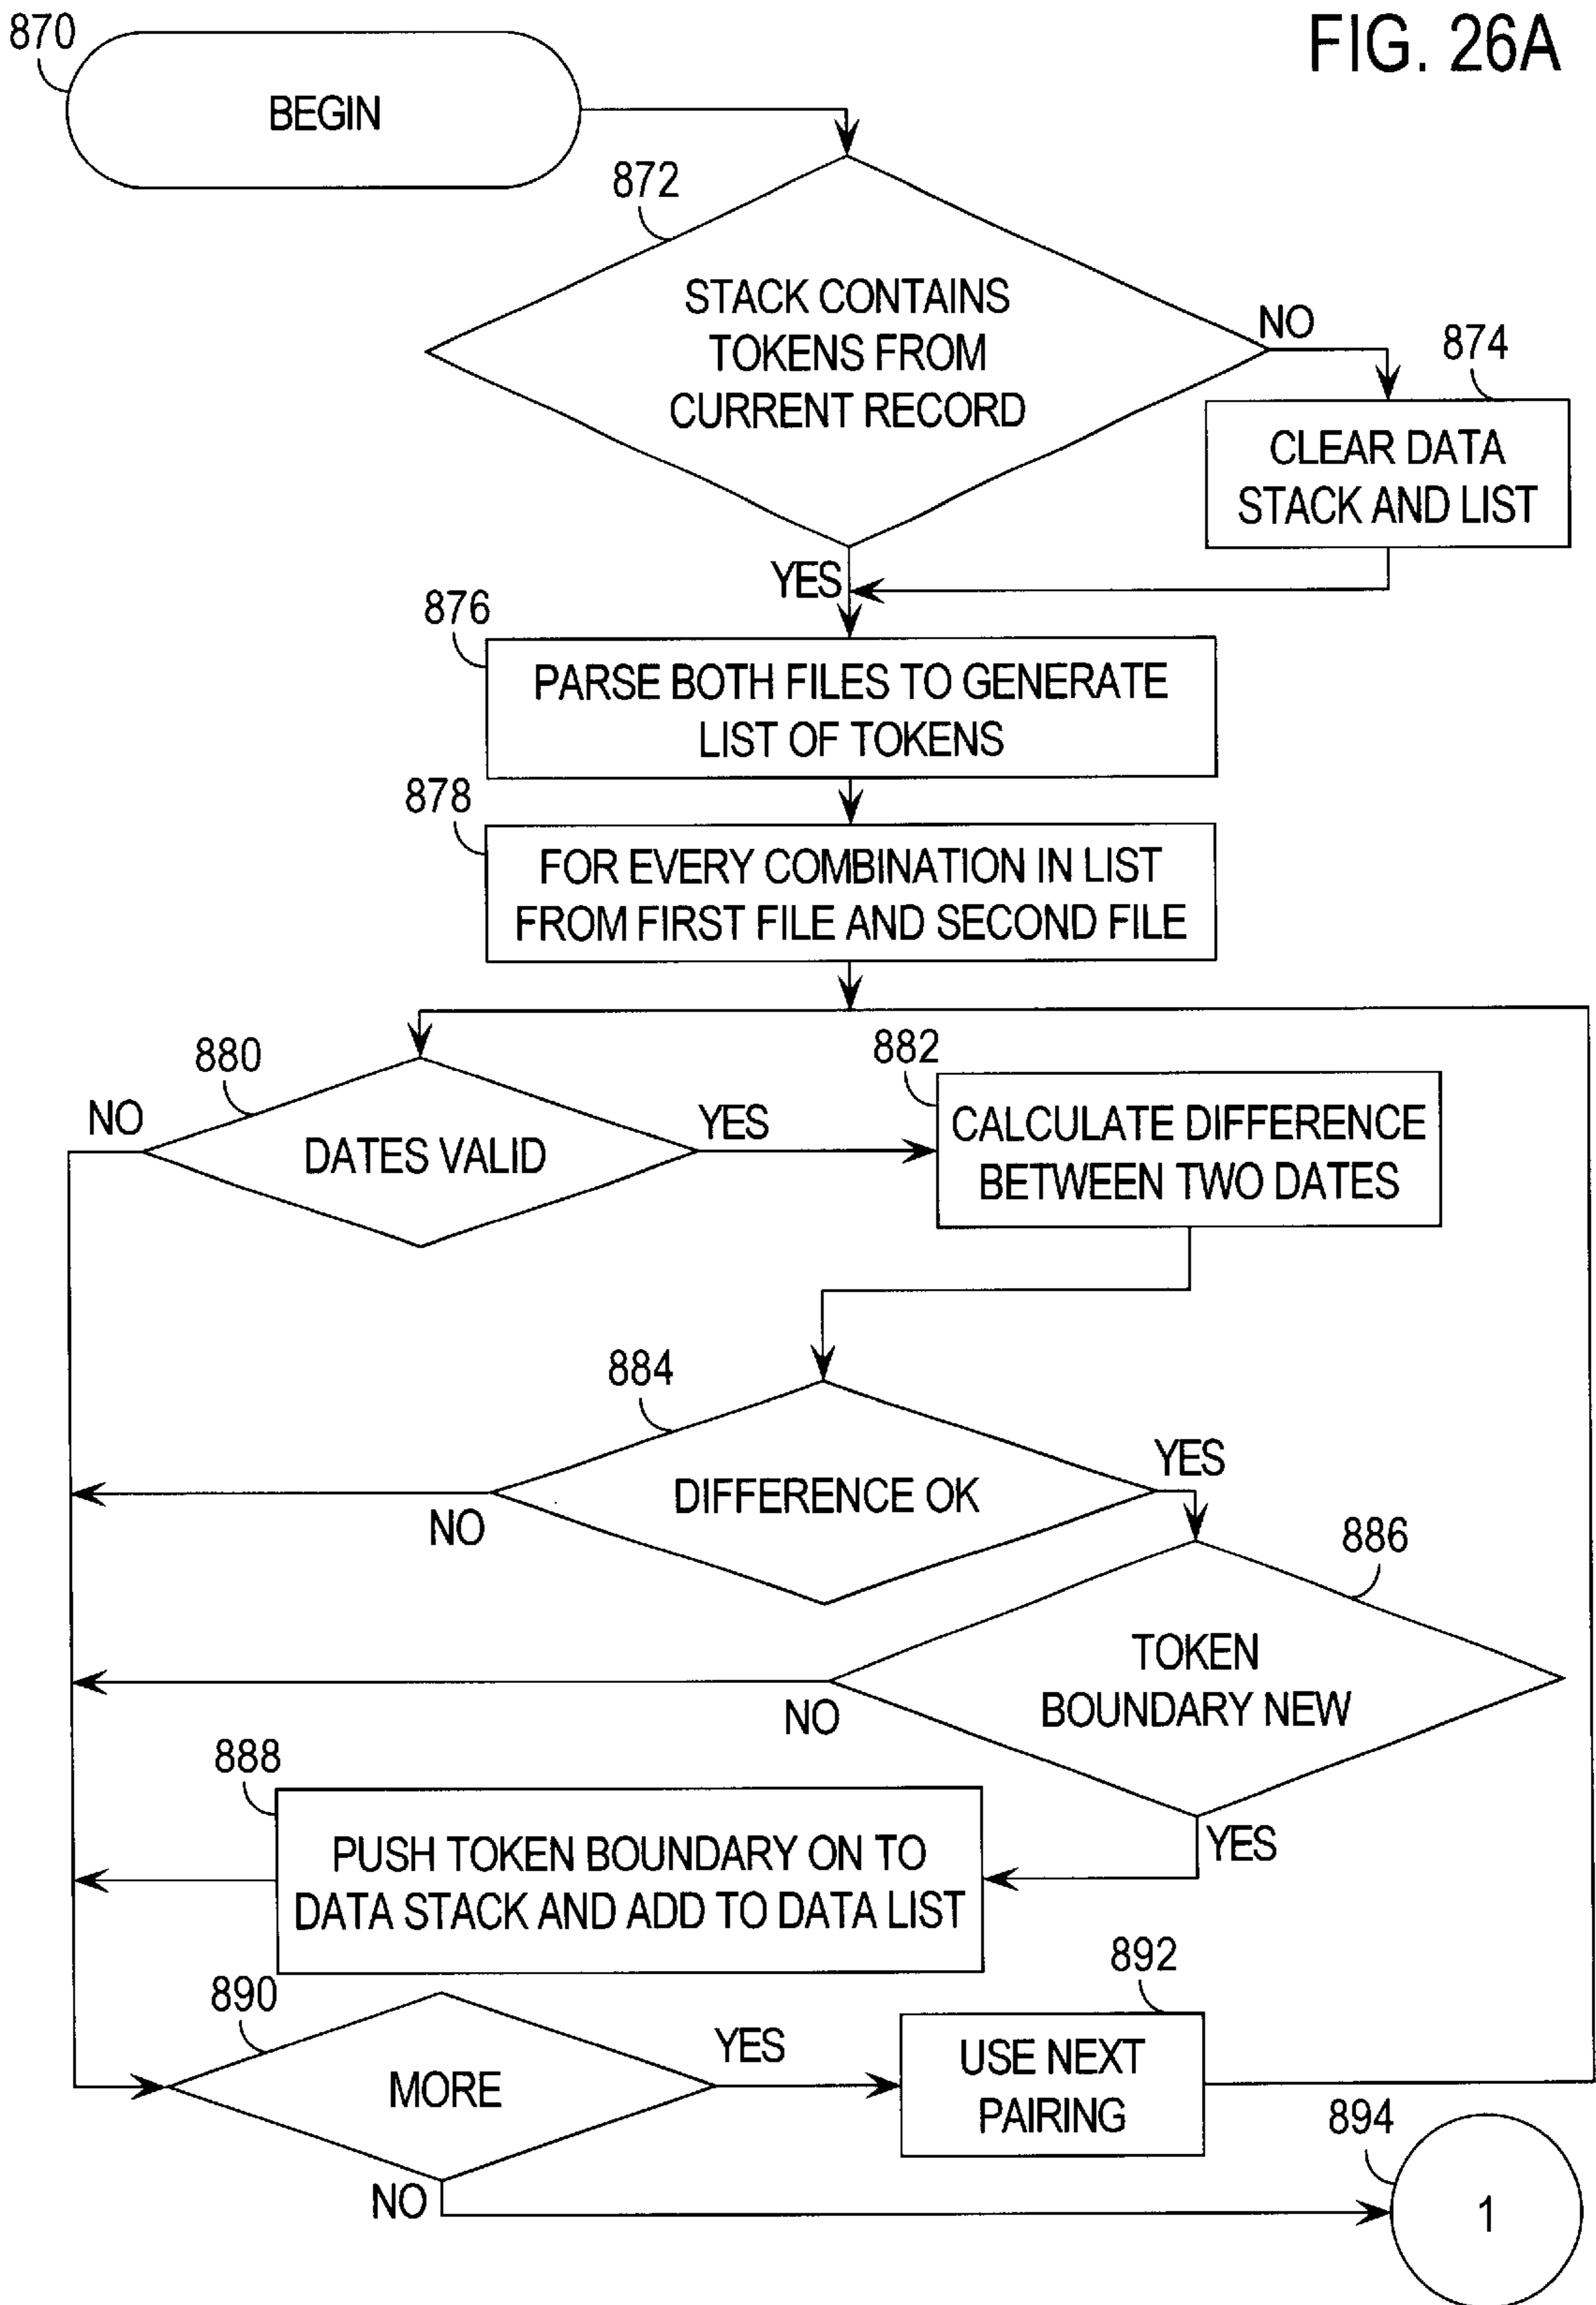 FIG. 26A
870
BEGIN
872
STACK CONTAINS
TOKENS FROM
CURRENT RECORD
NO
874
CLEAR DATA
STACK AND LIST
YES
876
PARSE BOTH FILES TO GENERATE
LIST OF TOKENS
878
FOR EVERY COMBINATION IN LIST
FROM FIRST FILE AND SECOND FILE
880
NO
DATES VALID
YES
882
CALCULATE DIFFERENCE
BETWEEN TWO DATES
884
DIFFERENCE OK
NO
YES
886
TOKEN
BOUNDARY NEW
NO
YES
888
PUSH TOKEN BOUNDARY ON TO
DATA STACK AND ADD TO DATA LIST
890
MORE
YES
892
USE NEXT
PAIRING
NO
894
1